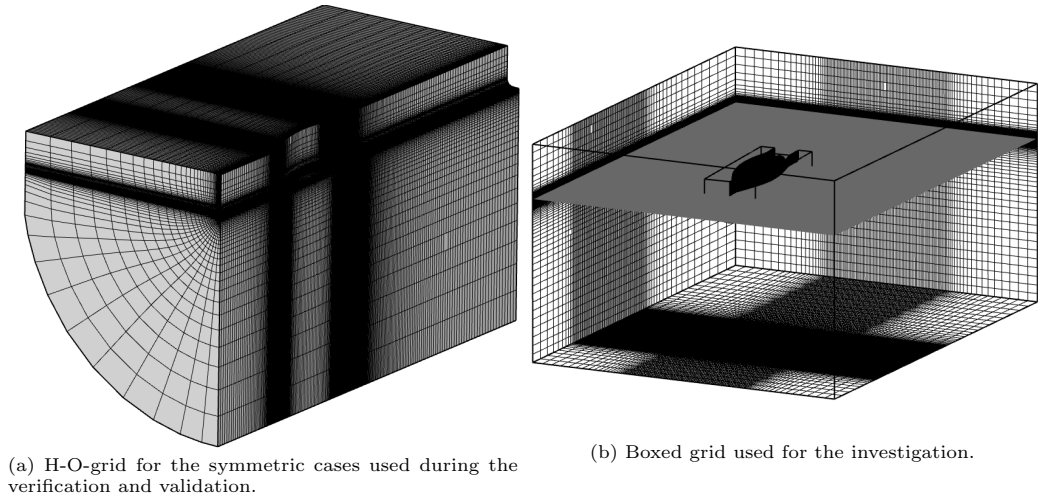 (a) H-O-grid for the symmetric cases used during the
verification and validation.
(b) Boxed grid used for the investigation.